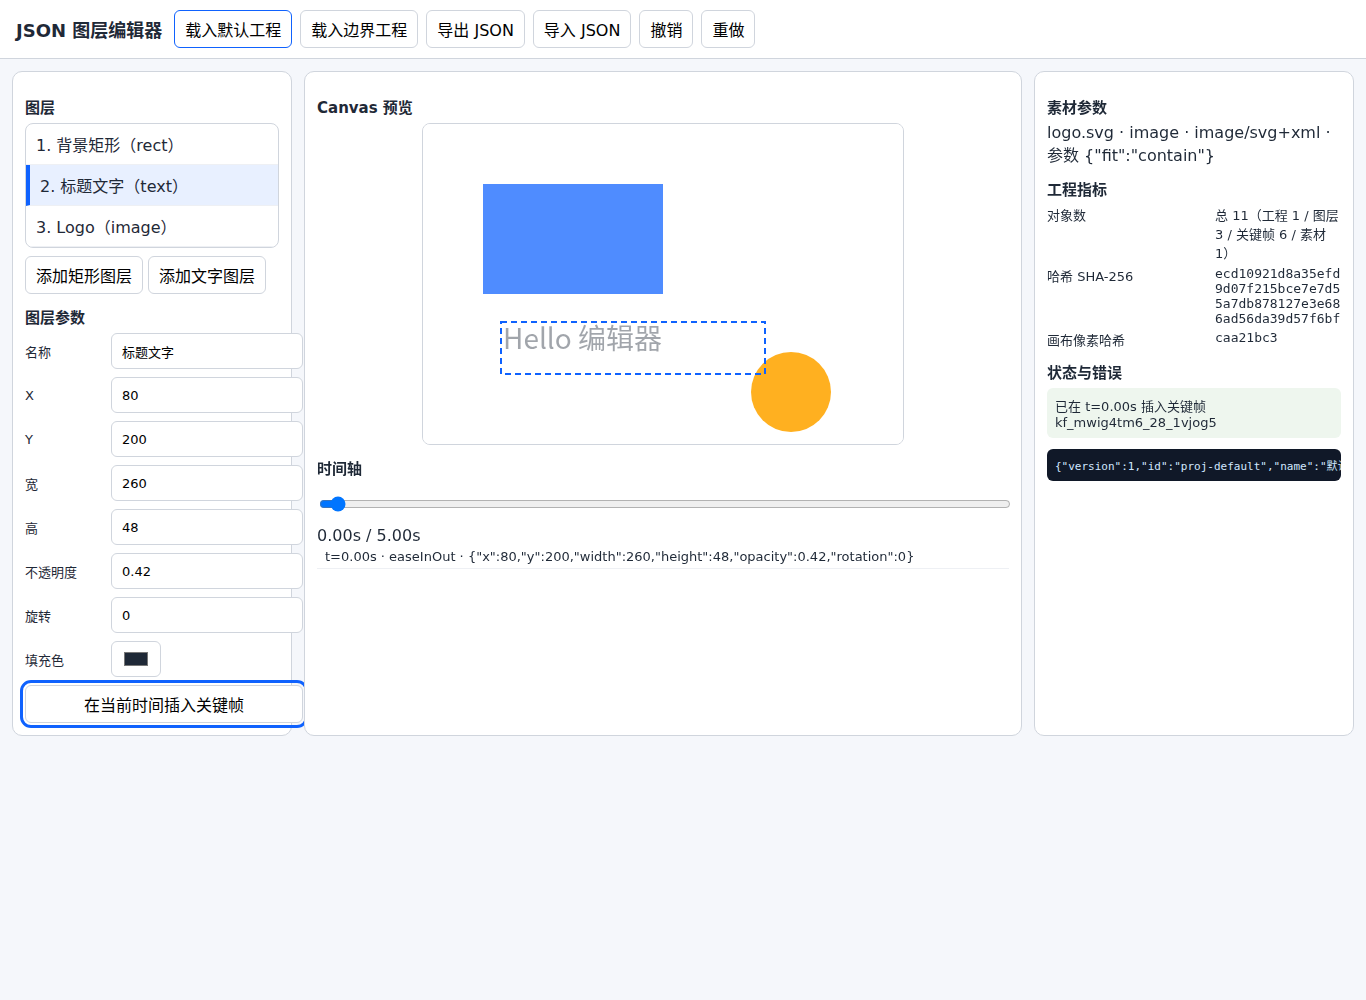 JSON 图层编辑器
载入默认工程
载入边界工程
导出 JSON
导入 JSON
撤销
重做
图层
1. 背景矩形（rect）
2. 标题文字（text）
3. Logo（image）
添加矩形图层
添加文字图层
图层参数
名称
标题文字
X
80
Y
200
宽
260
高
48
不透明度
0.42
旋转
0
填充色
在当前时间插入关键帧
Canvas 预览
Hello 编辑器
时间轴
0.00s / 5.00s
t=0.00s · easeInOut · {"x":80,"y":200,"width":260,"height":48,"opacity":0.42,"rotation":0}
素材参数
logo.svg · image · image/svg+xml ·
参数 {"fit":"contain"}
工程指标
对象数
总 11（工程 1 / 图层
3 / 关键帧 6 / 素材
1）
哈希 SHA-256
ecd10921d8a35efd
9d07f215bce7e7d5
5a7db878127e3e68
6ad56da39d57f6bf
画布像素哈希
caa21bc3
状态与错误
已在 t=0.00s 插入关键帧
kf_mwig4tm6_28_1vjog5
{"version":1,"id":"proj-default","name":"默